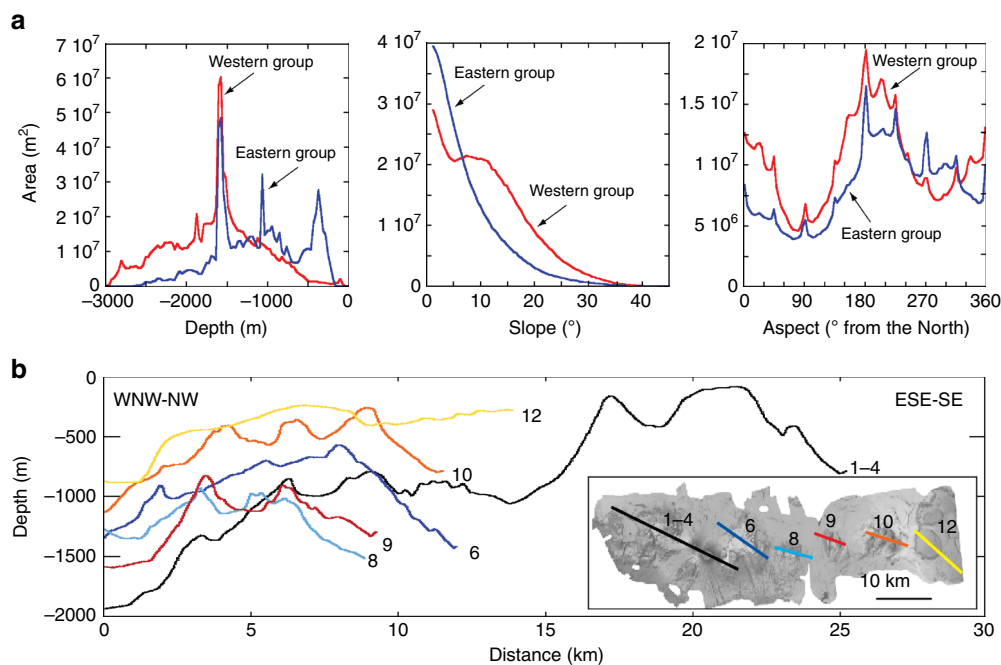 a
7 10⁷
6 10⁷
5 10⁷
4 10⁷
3 10⁷
2 10⁷
1 10⁷
0
Area (m²)
Western group
Eastern group
−3000 −2000 −1000 0
Depth (m)
4 10⁷
3 10⁷
2 10⁷
1 10⁷
0
Eastern group
Western group
0 10 20 30 40
Slope (°)
2 10⁷
1.5 10⁷
1 10⁷
5 10⁶
0
Western group
Eastern group
0 90 180 270 360
Aspect (° from the North)
b
0
−500
−1000
−1500
−2000
Depth (m)
WNW-NW
ESE-SE
12
10
1–4
9
8
6
1–4
6
8
9
10
12
10 km
0 5 10 15 20 25 30
Distance (km)